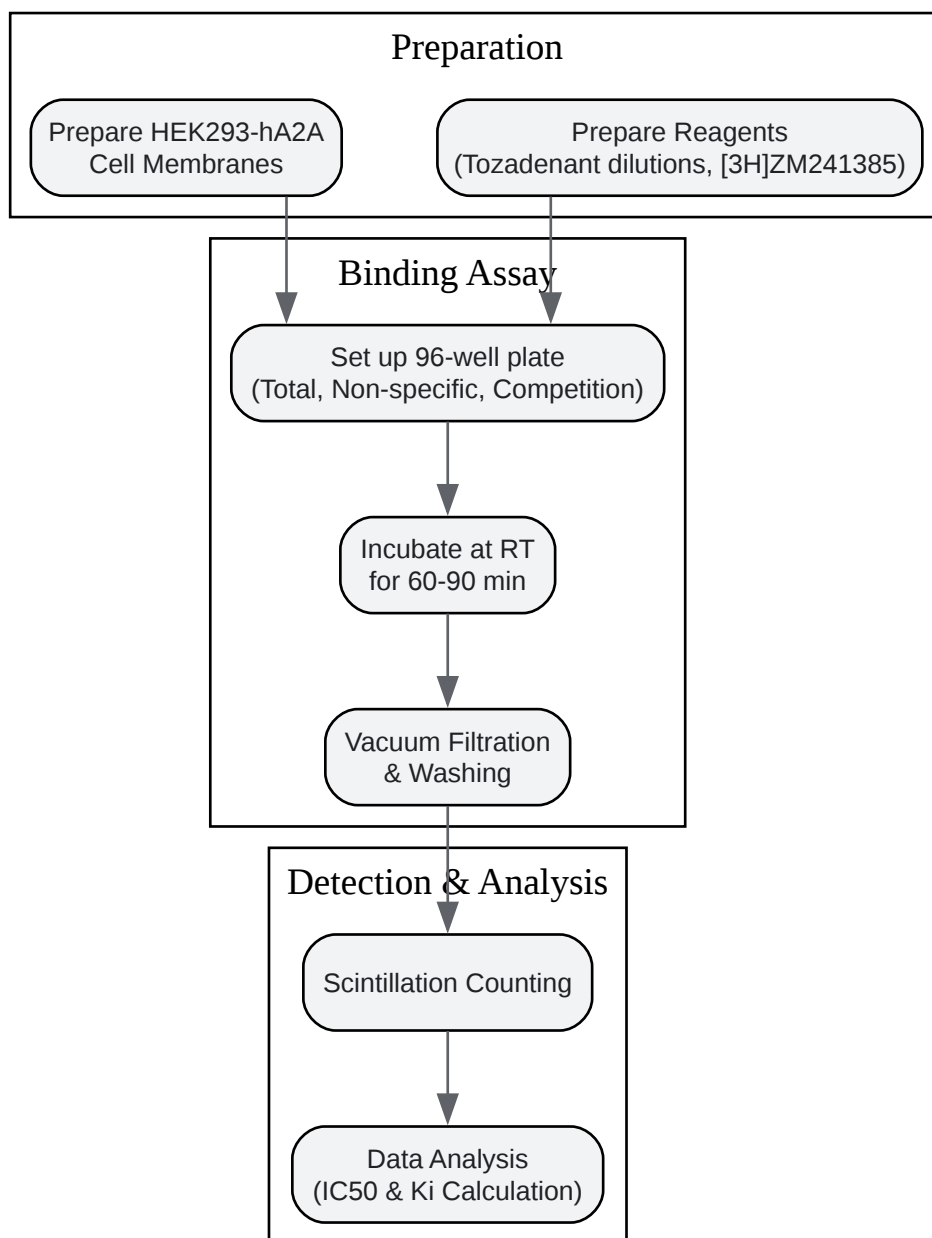 Preparation
Prepare HEK293-hA2A
Cell Membranes
Prepare Reagents
(Tozadenant dilutions, [3H]ZM241385)
Binding Assay
Set up 96-well plate
(Total, Non-specific, Competition)
Incubate at RT
for 60-90 min
Vacuum Filtration
& Washing
Detection & Analysis
Scintillation Counting
Data Analysis
(IC50 & Ki Calculation)